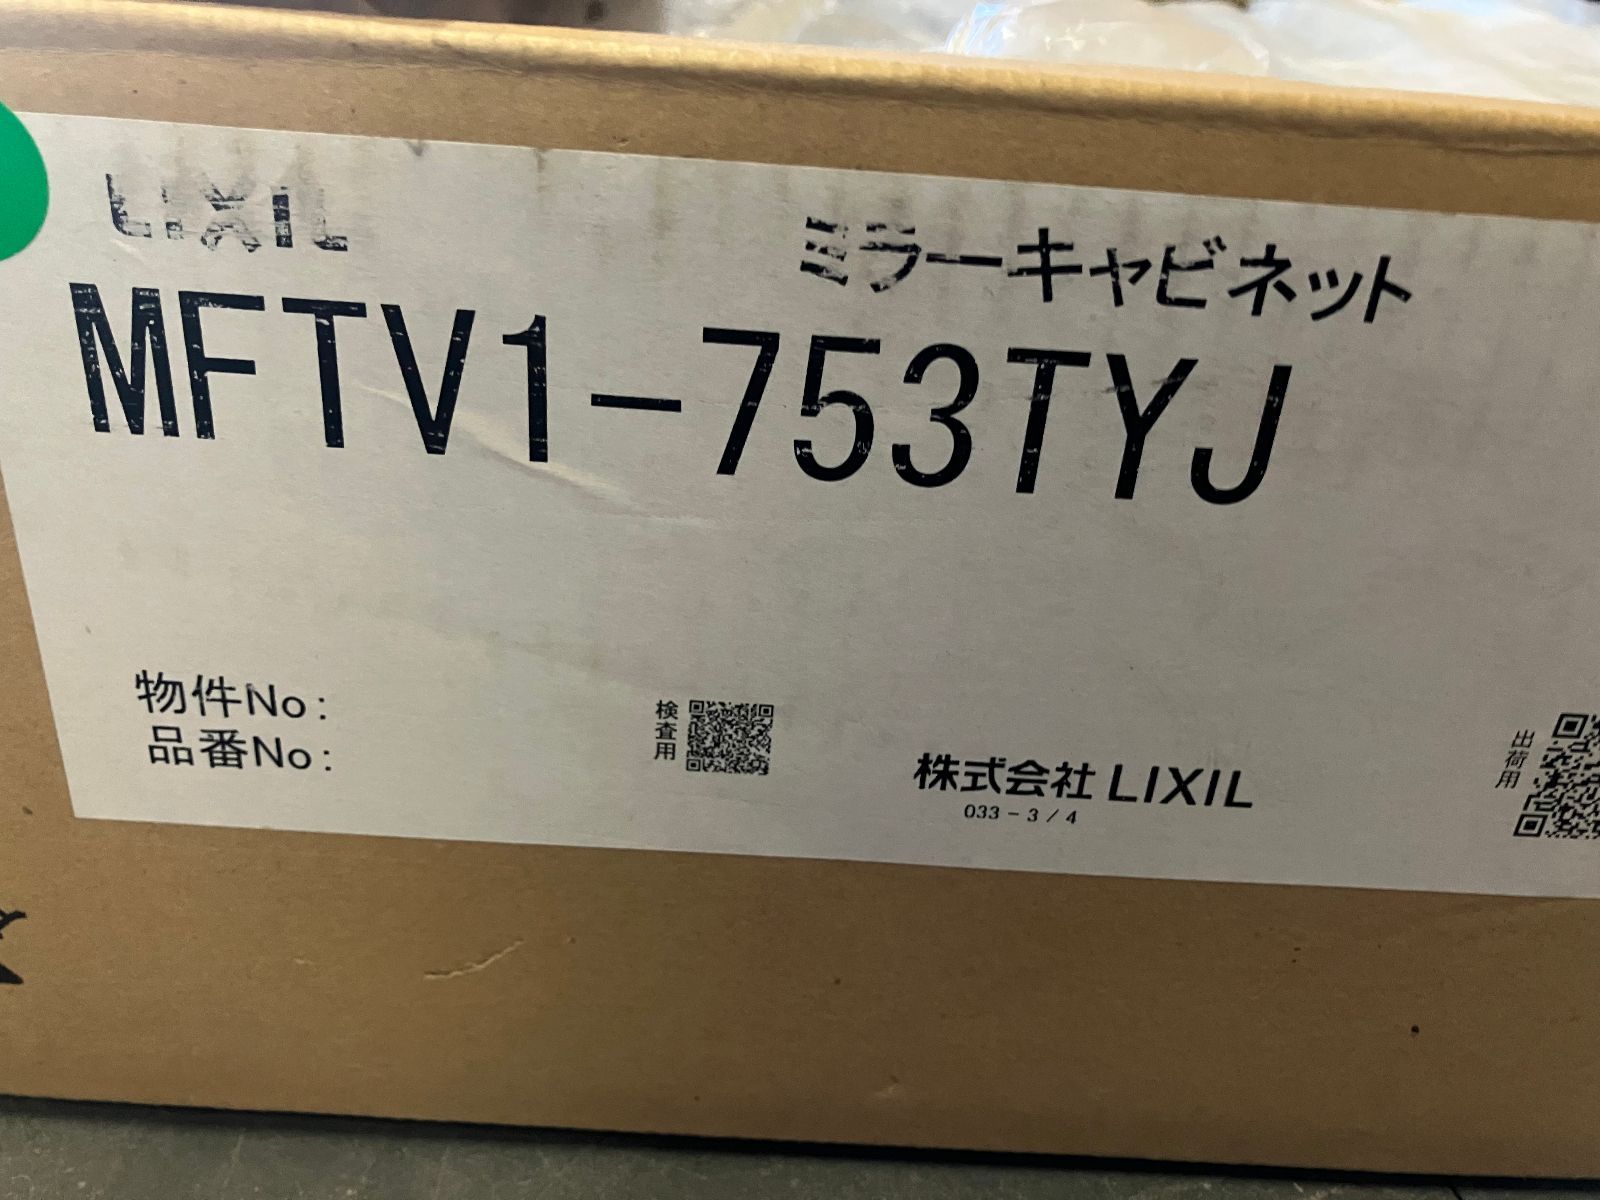 LIXIL
ミラーキャビネット
MFTV1-753TYJ
物件No:
品番No:
検査用
株式会社 LIXIL
033-3/4
出荷用